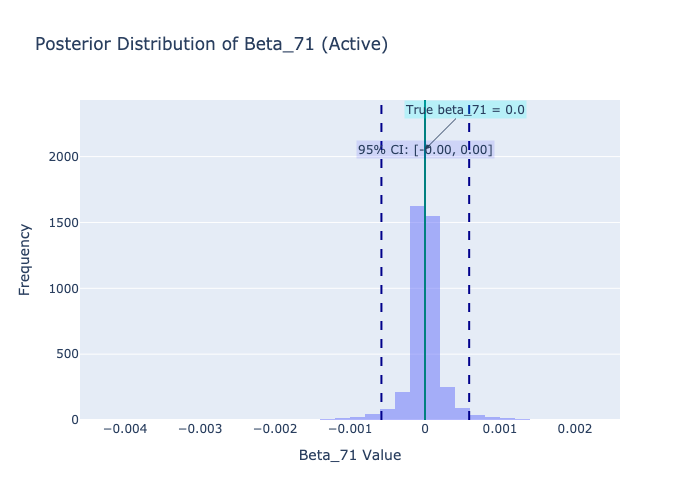 Posterior Distribution of Beta_71 (Active)
True beta_71 = 0.0
95% CI: [-0.00, 0.00]
2000
1500
1000
500
0
Frequency
−0.004
−0.003
−0.002
−0.001
0
0.001
0.002
Beta_71 Value